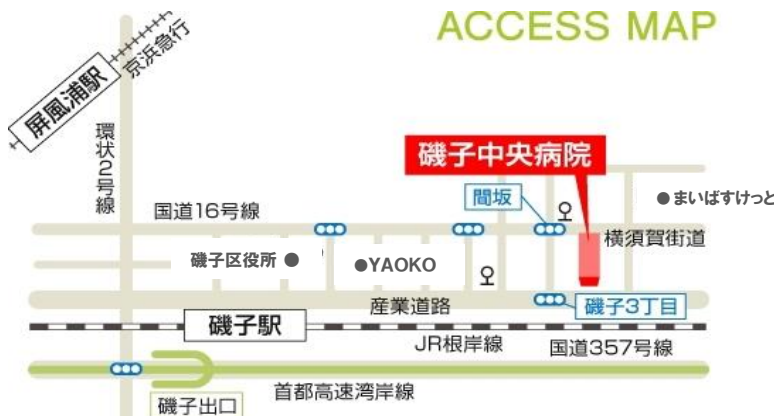 ACCESS MAP
京浜急行
屏風浦駅
環状2号線
磯子中央病院
間坂
●まいばすけっと
国道16号線
横須賀街道
磯子区役所 ●
●YAOKO
産業道路
磯子3丁目
磯子駅
JR根岸線
国道357号線
首都高速湾岸線
磯子出口